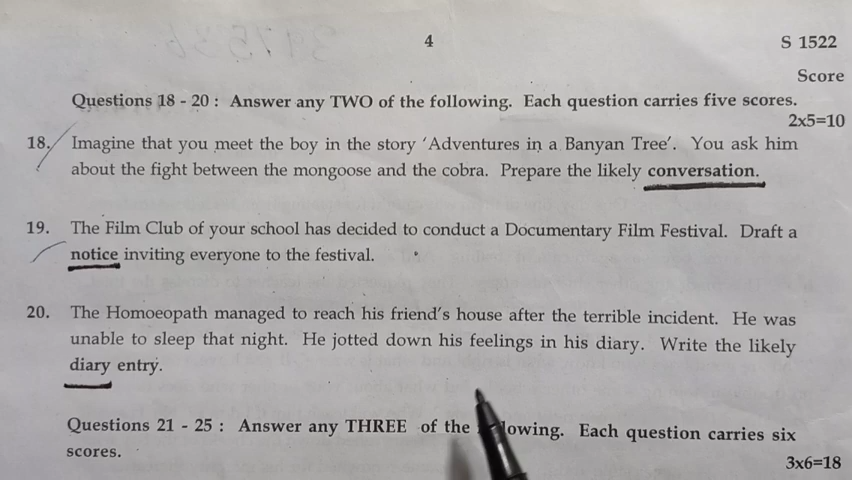 4
S 1522
Score
Questions 18 - 20 : Answer any TWO of the following. Each question carries five scores.
2x5=10
18. Imagine that you meet the boy in the story 'Adventures in a Banyan Tree'. You ask him
about the fight between the mongoose and the cobra. Prepare the likely conversation.
19. The Film Club of your school has decided to conduct a Documentary Film Festival. Draft a
notice inviting everyone to the festival.
20. The Homoeopath managed to reach his friend's house after the terrible incident. He was
unable to sleep that night. He jotted down his feelings in his diary. Write the likely
diary entry.
Questions 21 - 25 : Answer any THREE of the lowing. Each question carries six
scores.
3x6=18